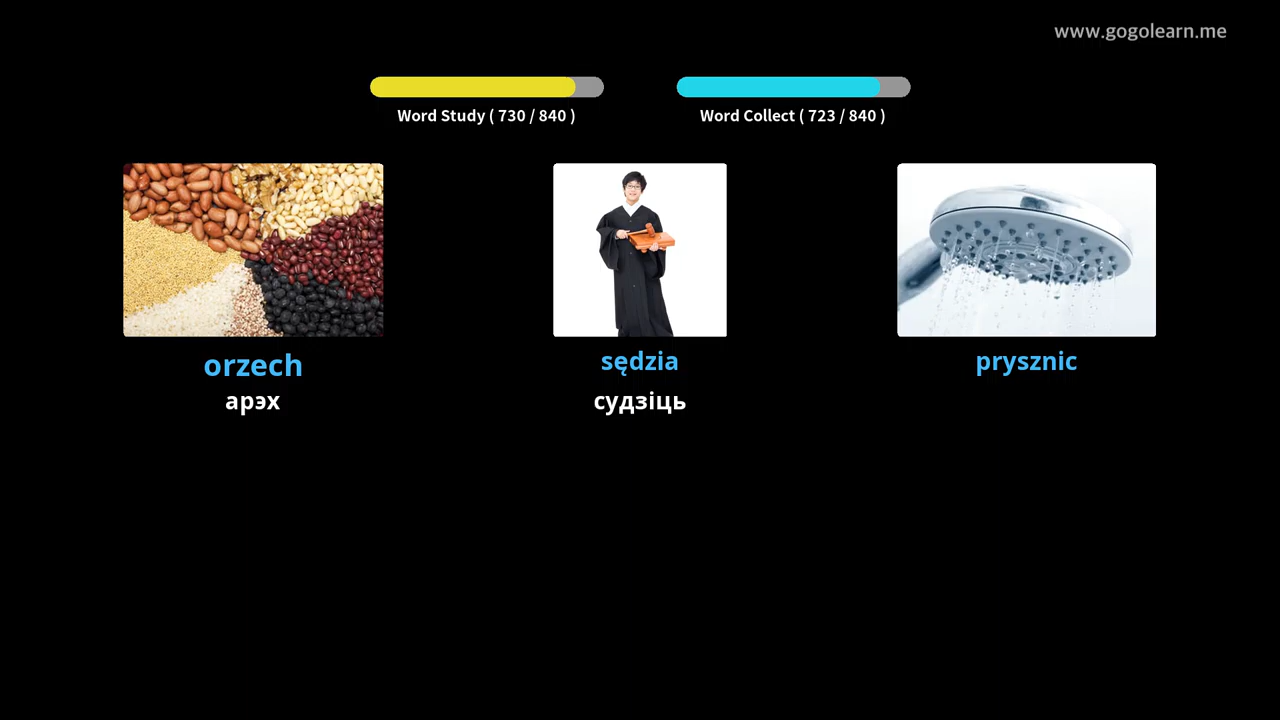 www.gogolearn.me
Word Study ( 730 / 840 )
Word Collect ( 723 / 840 )
orzech
арэх
sędzia
судзіць
prysznic